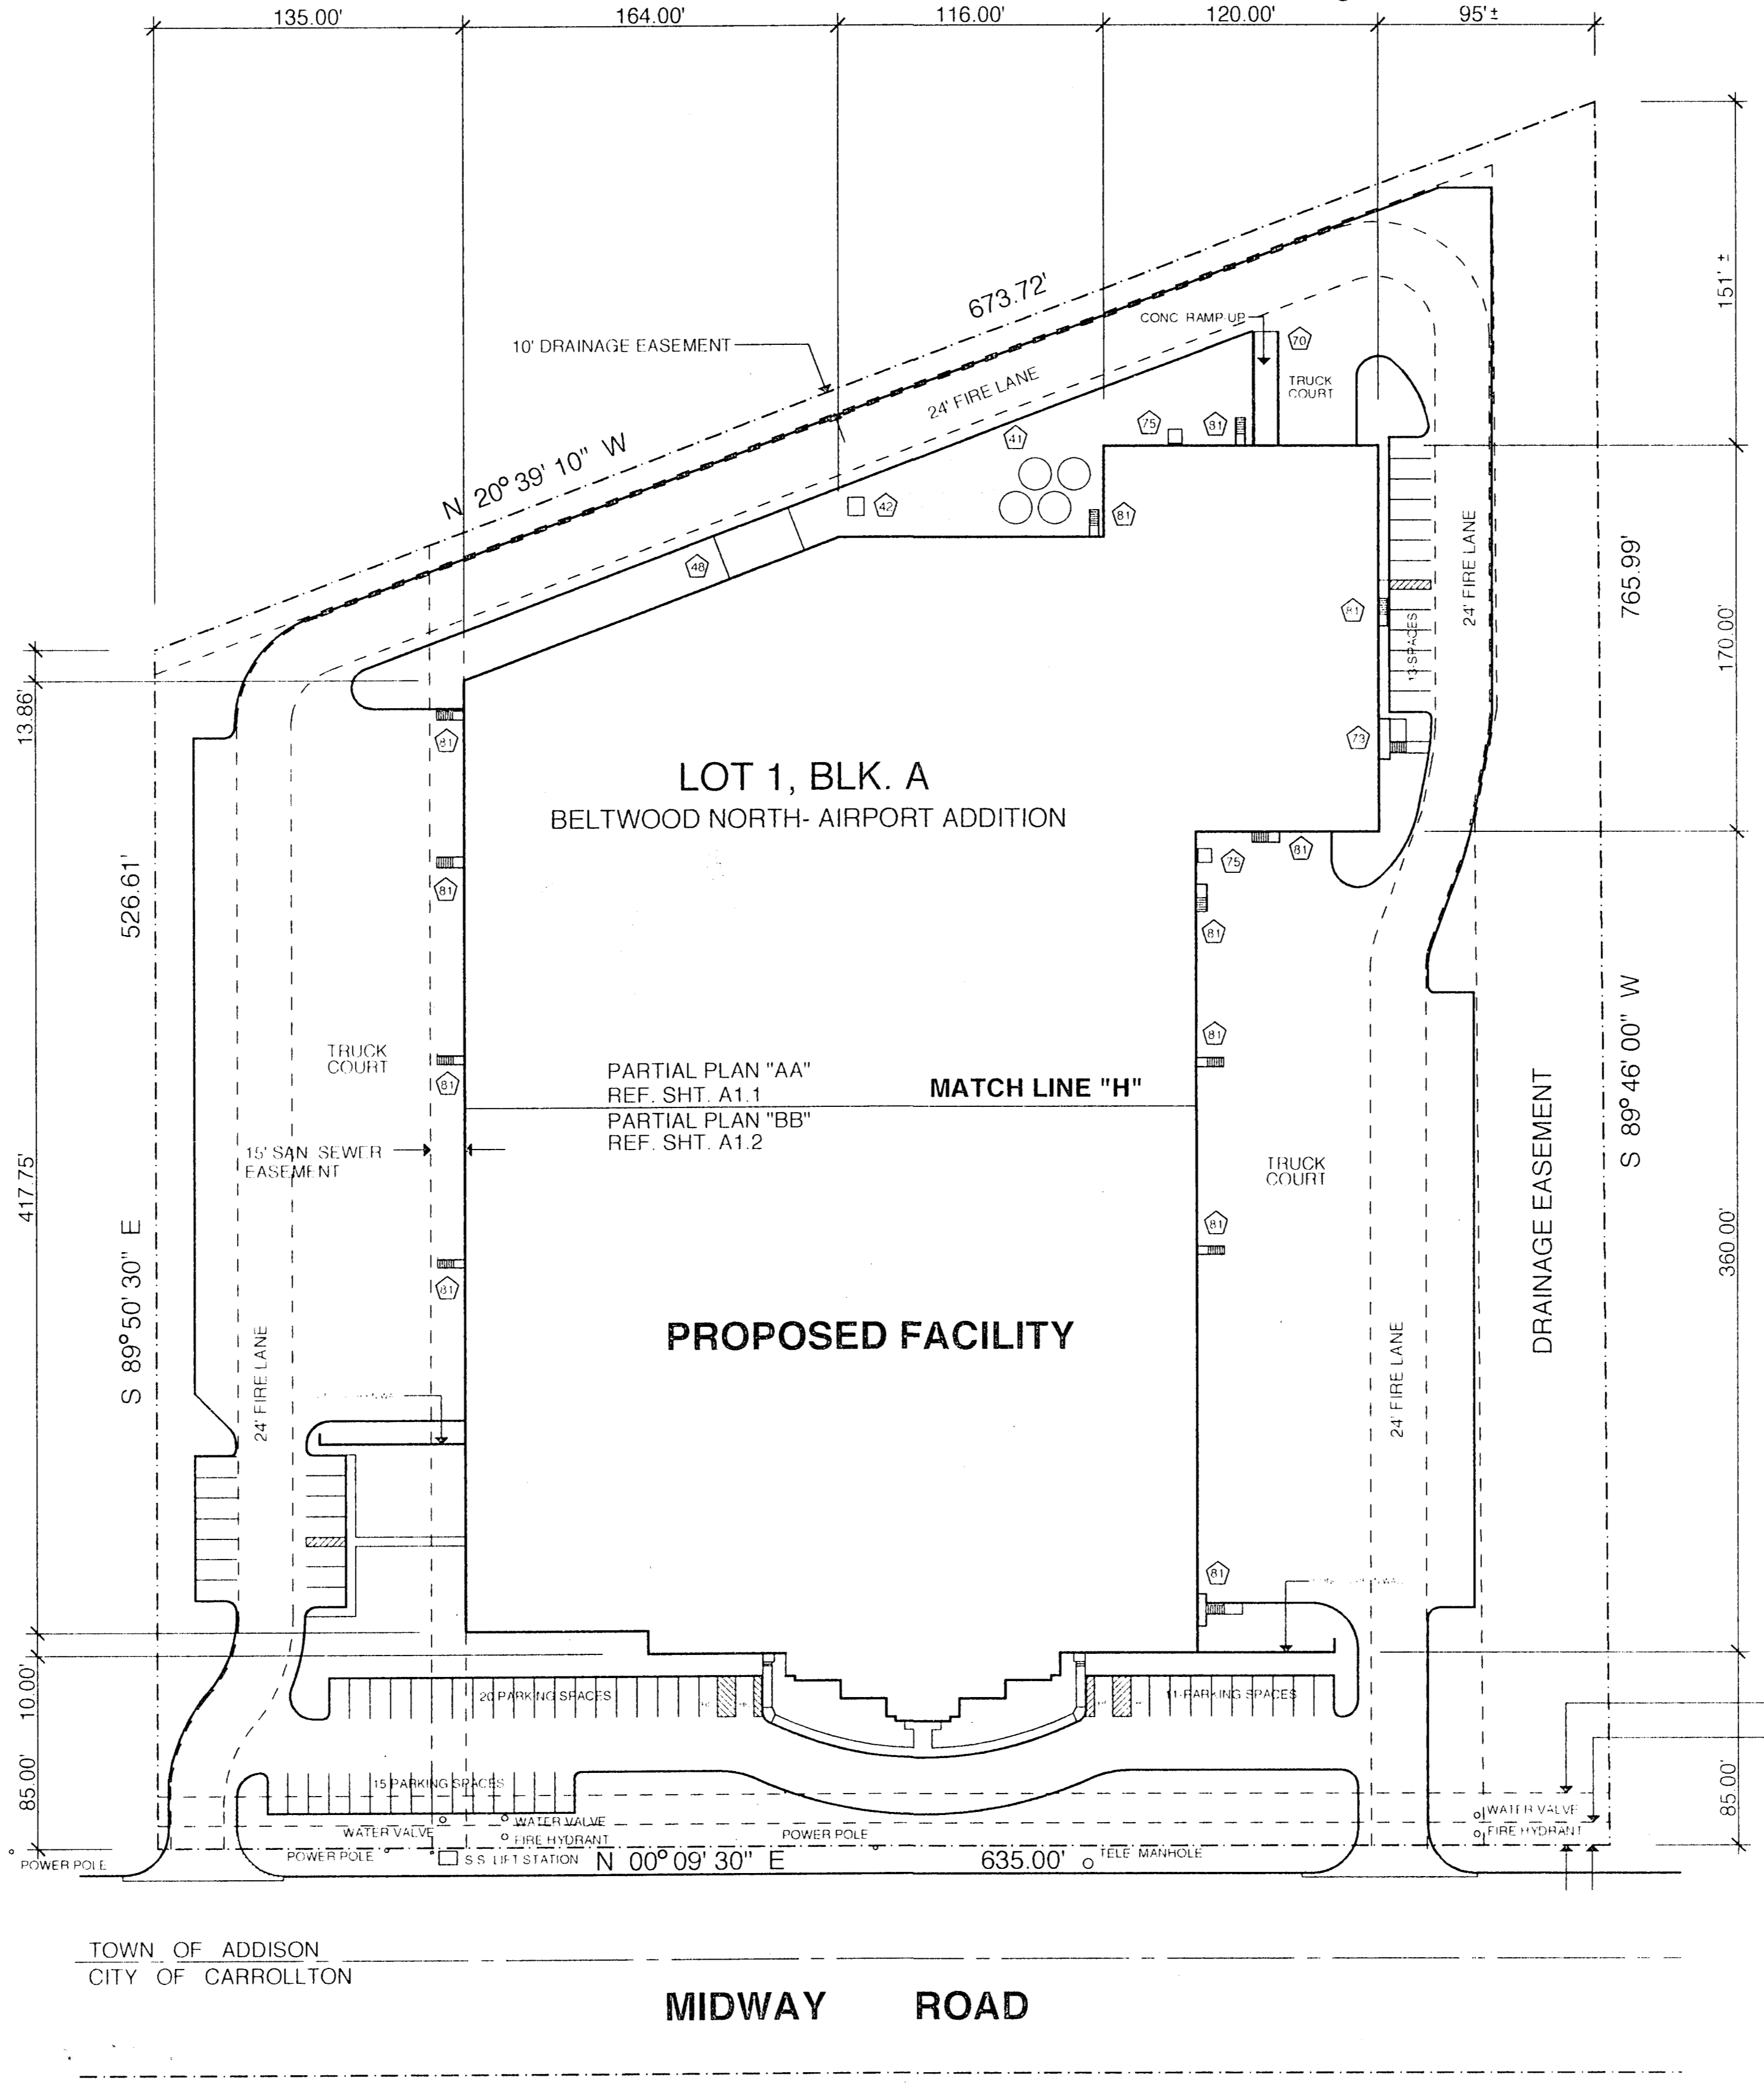 135.00'
164.00'
116.00'
120.00'
95' ±
151' ±
673.72'
CONC RAMP-UP
10' DRAINAGE EASEMENT
70
TRUCK
COURT
24' FIRE LANE
N 20° 39' 10" W
75
81
41
42
81
48
24' FIRE LANE
765.99'
81
13-SPACES
170.00'
13.86'
81
73
LOT 1, BLK. A
BELTWOOD NORTH- AIRPORT ADDITION
81
75
526.61'
81
81
81
TRUCK
COURT
81
PARTIAL PLAN "AA"
REF. SHT. A1.1
MATCH LINE "H"
PARTIAL PLAN "BB"
REF. SHT. A1.2
S 89° 46' 00" W
15' SAN SEWER
EASEMENT
TRUCK
COURT
417.75'
DRAINAGE EASEMENT
81
81
360.00'
S 89° 50' 30" E
PROPOSED FACILITY
24' FIRE LANE
24' FIRE LANE
81
10.00'
20 PARKING SPACES
11-PARKING SPACES
85.00'
15 PARKING SPACES
85.00'
WATER VALVE
WATER VALVE
WATER VALVE
FIRE HYDRANT
POWER POLE
FIRE HYDRANT
POWER POLE
POWER POLE
S.S. LIFT STATION
N 00° 09' 30" E
635.00'
TELE MANHOLE
TOWN OF ADDISON
CITY OF CARROLLTON
MIDWAY ROAD